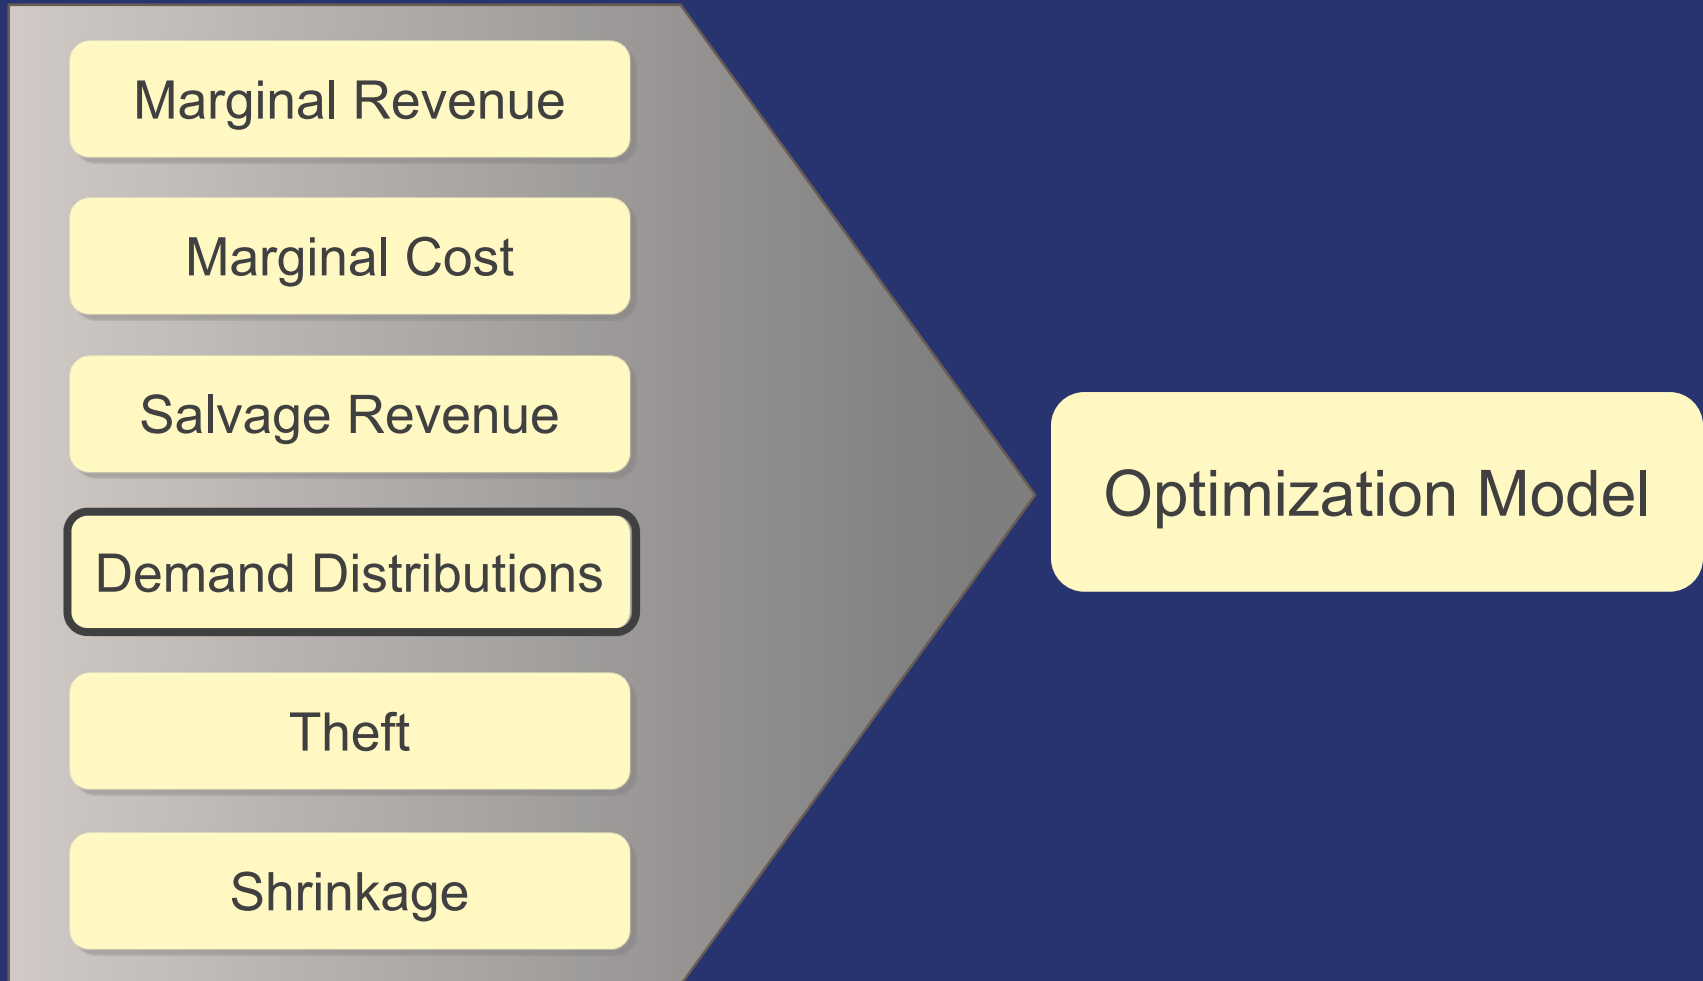 Marginal Revenue
Marginal Cost
Salvage Revenue
Demand Distributions
Theft
Shrinkage
Optimization Model